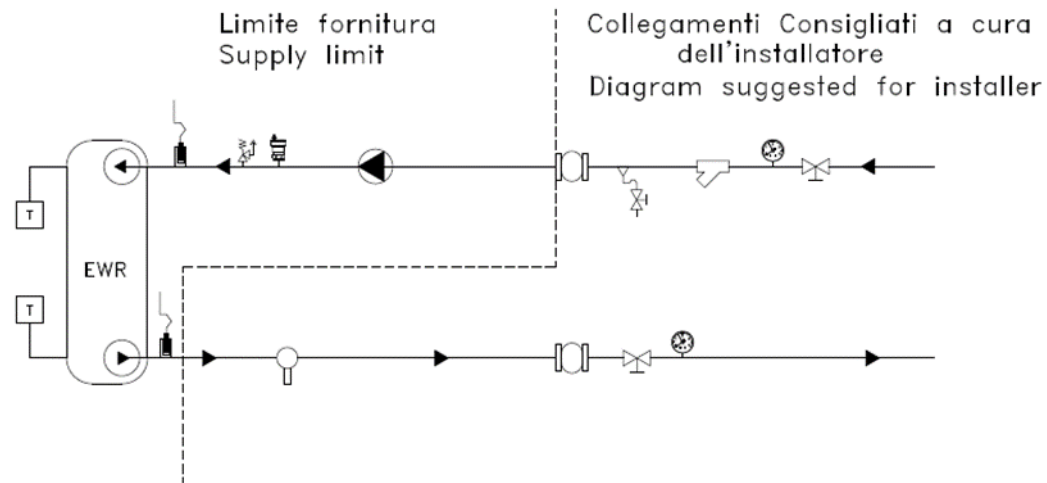 Limite fornitura
Supply limit
Collegamenti Consigliati a cura
dell'installatore
Diagram suggested for installer
T
EWR
T